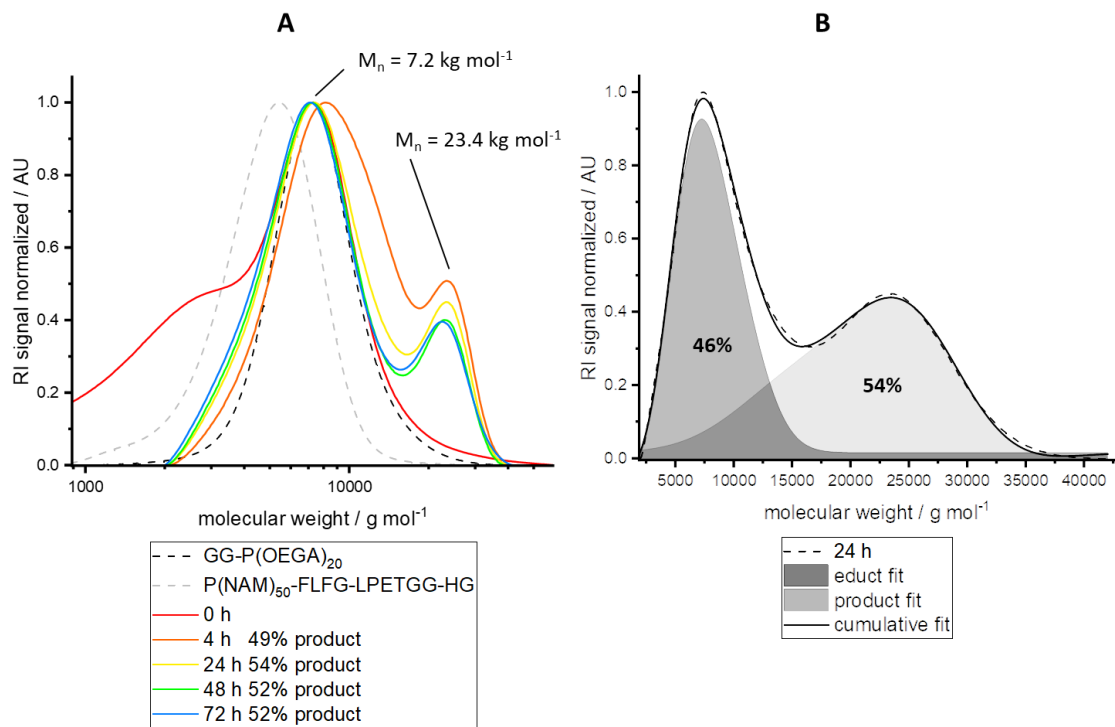 A
B
Mₙ = 7.2 kg mol⁻¹
Mₙ = 23.4 kg mol⁻¹
RI signal normalized / AU
1.0
0.8
0.6
0.4
0.2
0.0
1000
10000
molecular weight / g mol⁻¹
GG-P(OEGA)₂₀
P(NAM)₅₀-FLFG-LPETGG-HG
0 h
4 h 49% product
24 h 54% product
48 h 52% product
72 h 52% product
RI signal normalized / AU
1.0
0.8
0.6
0.4
0.2
0.0
46%
54%
5000 10000 15000 20000 25000 30000 35000 40000
molecular weight / g mol⁻¹
24 h
educt fit
product fit
cumulative fit